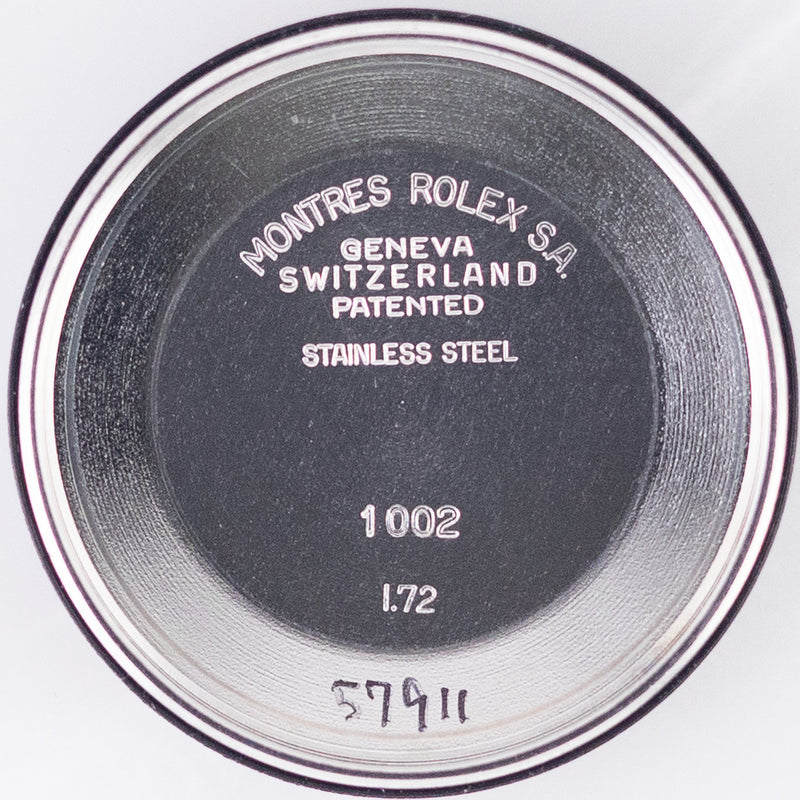 MONTRES ROLEX S.A.
GENEVA
SWITZERLAND
PATENTED
STAINLESS STEEL
1002
I.72
57911